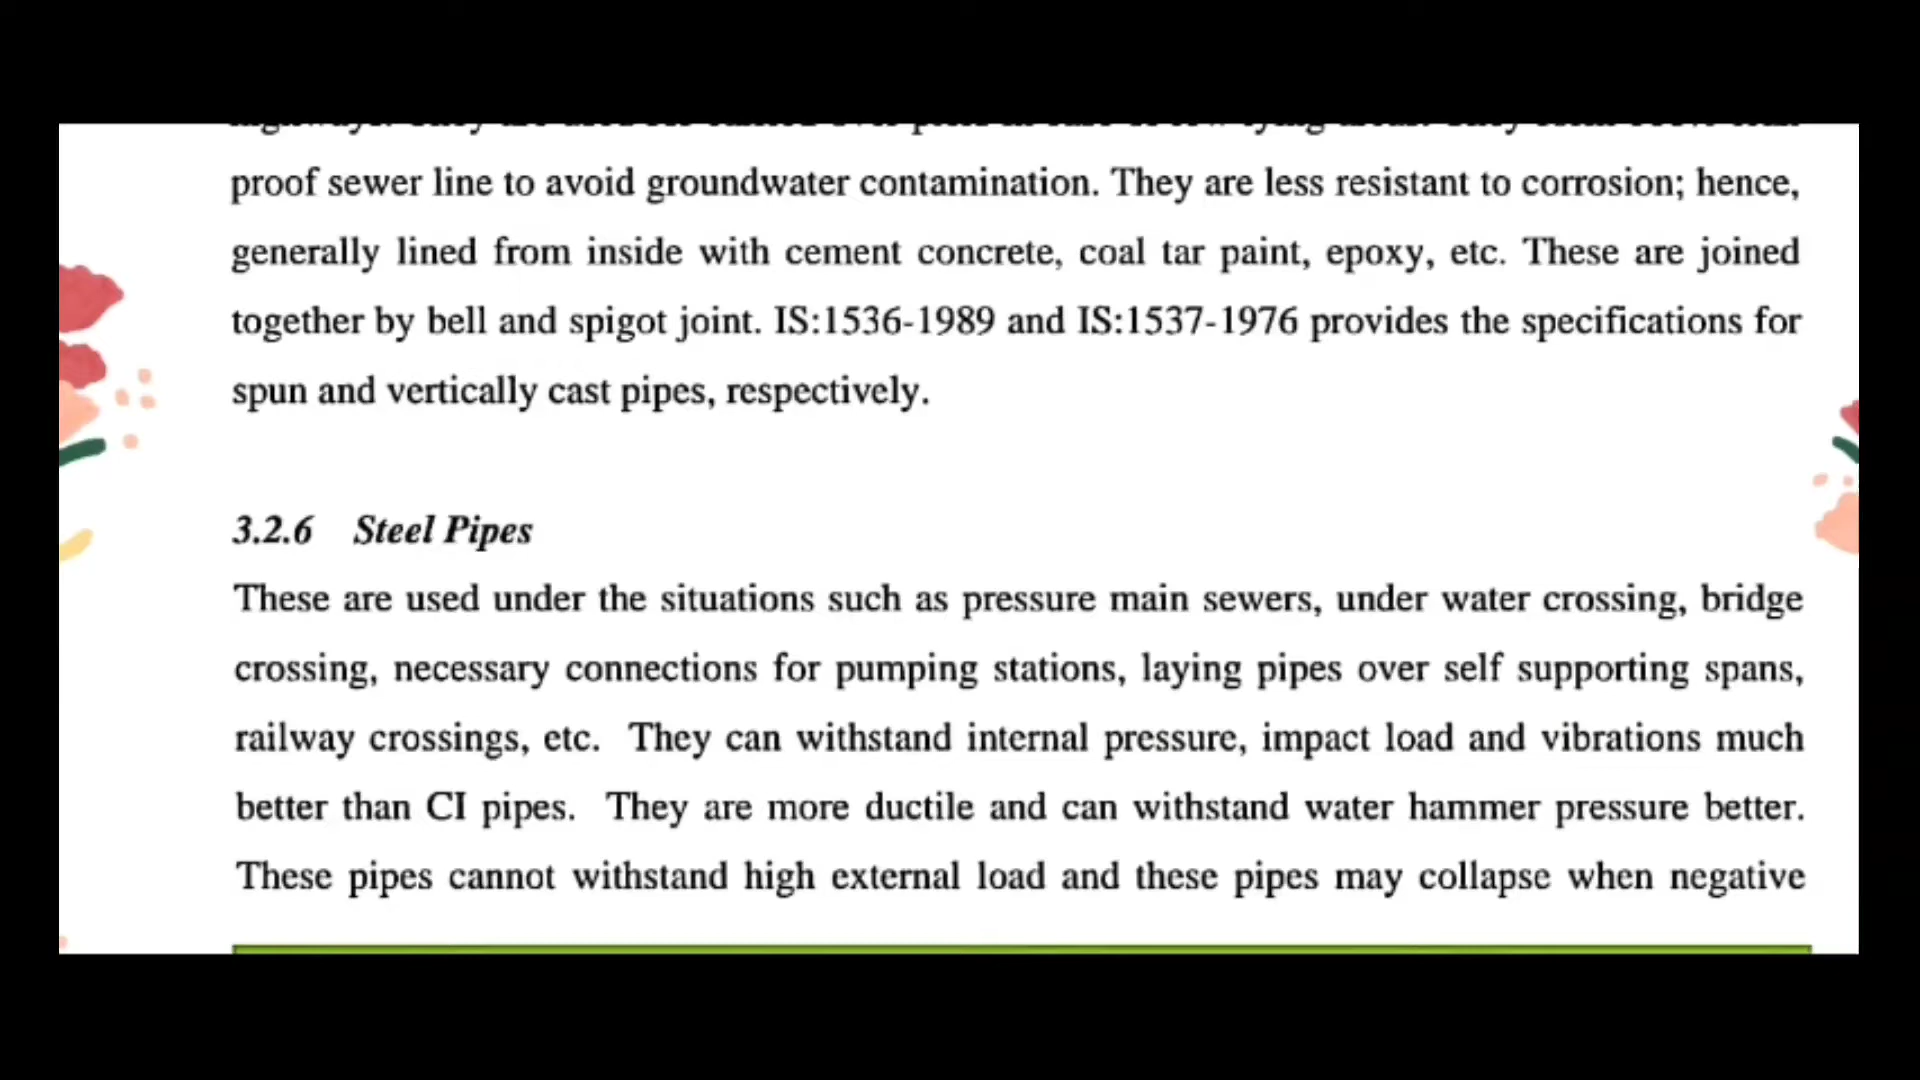 proof sewer line to avoid groundwater contamination. They are less resistant to corrosion; hence,
generally lined from inside with cement concrete, coal tar paint, epoxy, etc. These are joined
together by bell and spigot joint. IS:1536-1989 and IS:1537-1976 provides the specifications for
spun and vertically cast pipes, respectively.
3.2.6 Steel Pipes
These are used under the situations such as pressure main sewers, under water crossing, bridge
crossing, necessary connections for pumping stations, laying pipes over self supporting spans,
railway crossings, etc. They can withstand internal pressure, impact load and vibrations much
better than CI pipes. They are more ductile and can withstand water hammer pressure better.
These pipes cannot withstand high external load and these pipes may collapse when negative